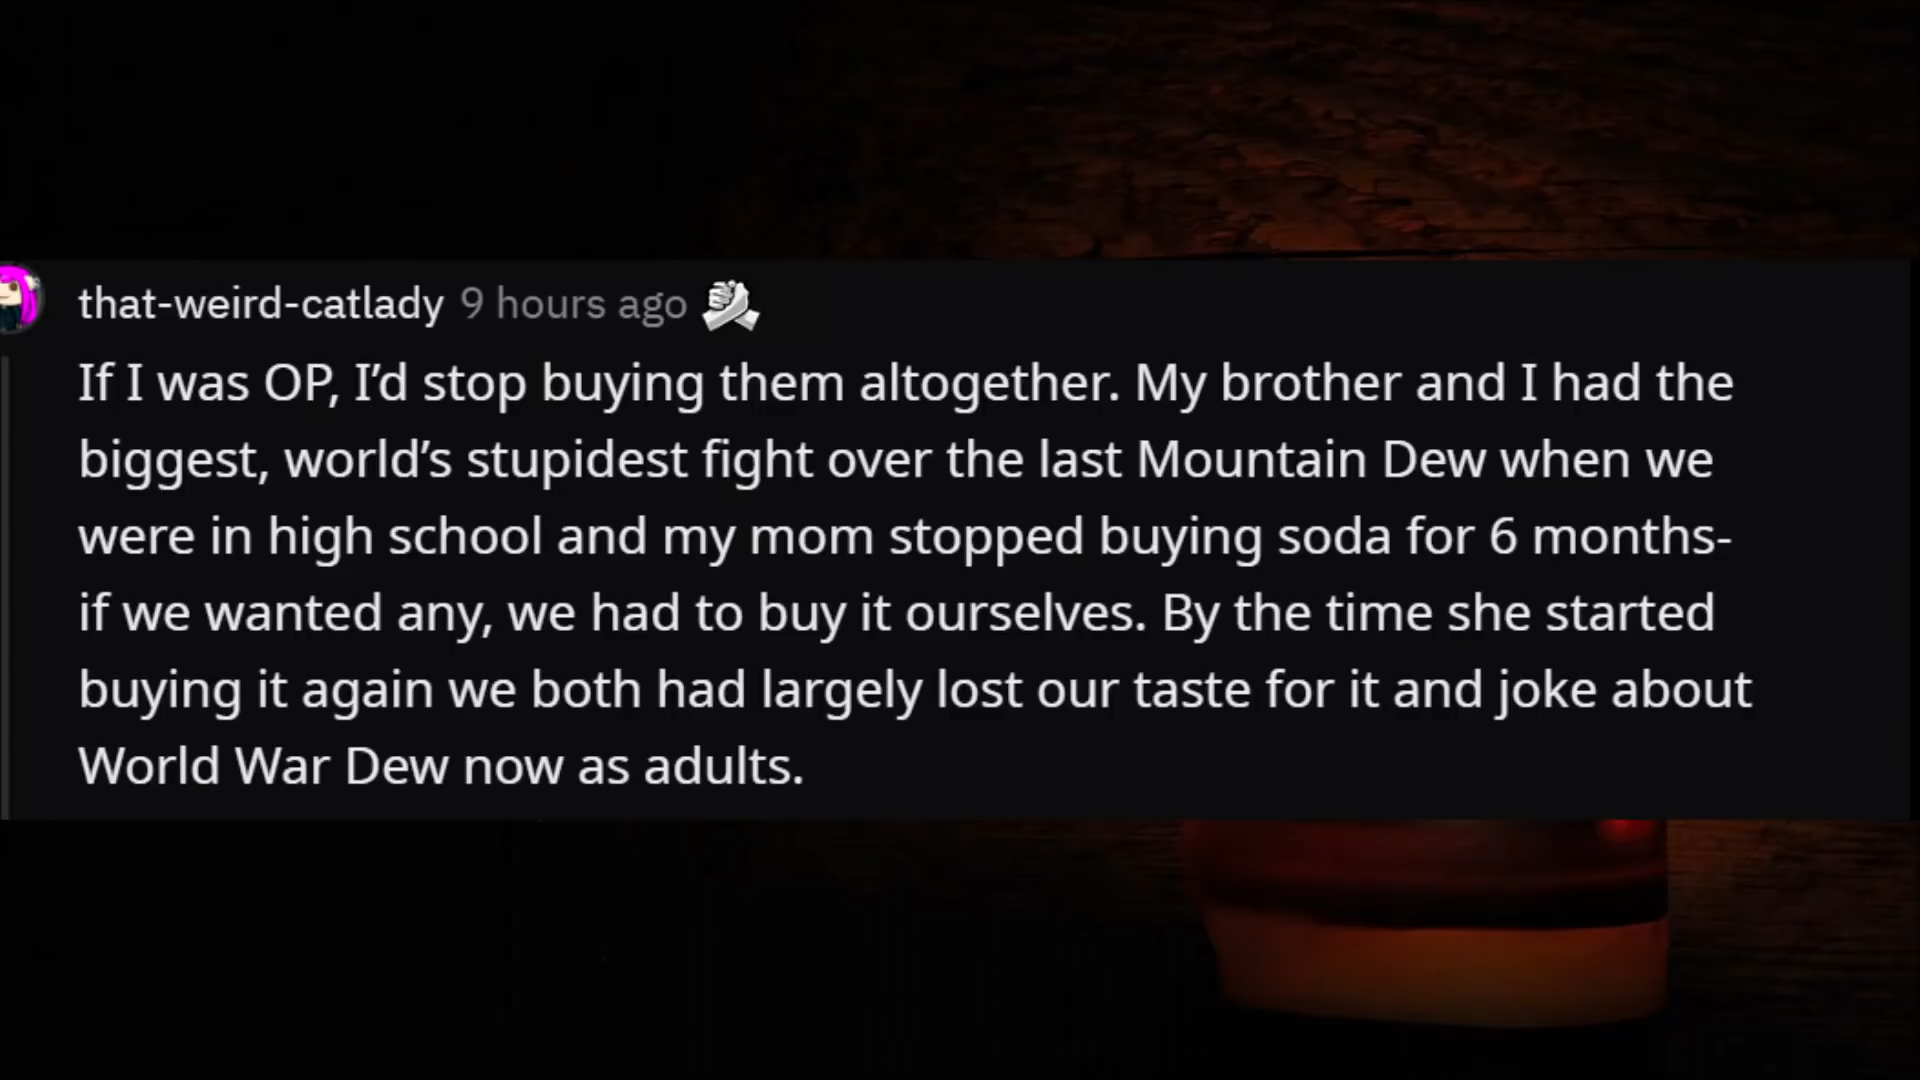 that-weird-catlady 9 hours ago
If I was OP, I’d stop buying them altogether. My brother and I had the
biggest, world’s stupidest fight over the last Mountain Dew when we
were in high school and my mom stopped buying soda for 6 months-
if we wanted any, we had to buy it ourselves. By the time she started
buying it again we both had largely lost our taste for it and joke about
World War Dew now as adults.